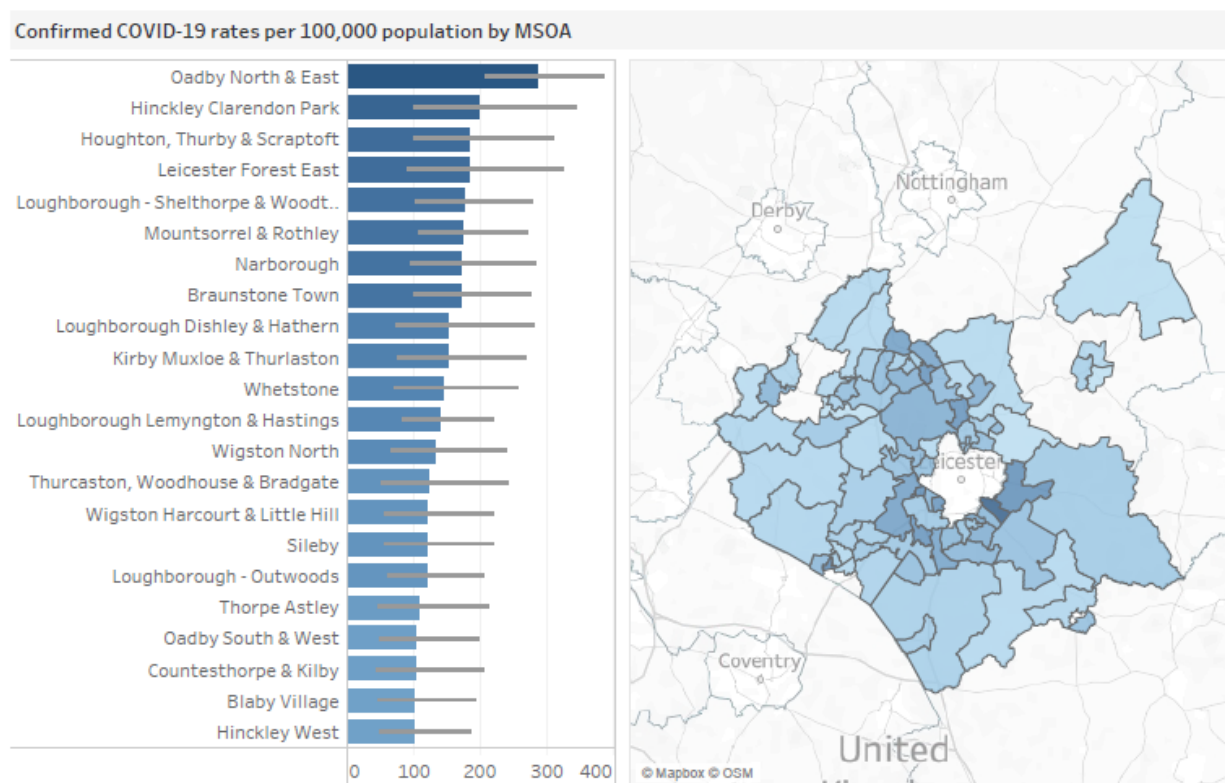 Confirmed COVID-19 rates per 100,000 population by MSOA
Oadby North & East
Hinckley Clarendon Park
Houghton, Thurby & Scraptoft
Leicester Forest East
Loughborough - Shelthorpe & Woodt..
Mountsorrel & Rothley
Narborough
Braunstone Town
Loughborough Dishley & Hathern
Kirby Muxloe & Thurlaston
Whetstone
Loughborough Lemyngton & Hastings
Wigston North
Thurcaston, Woodhouse & Bradgate
Wigston Harcourt & Little Hill
Sileby
Loughborough - Outwoods
Thorpe Astley
Oadby South & West
Countesthorpe & Kilby
Blaby Village
Hinckley West
0 100 200 300 400
Nottingham
Derby
Leicester
Coventry
United
© Mapbox © OSM